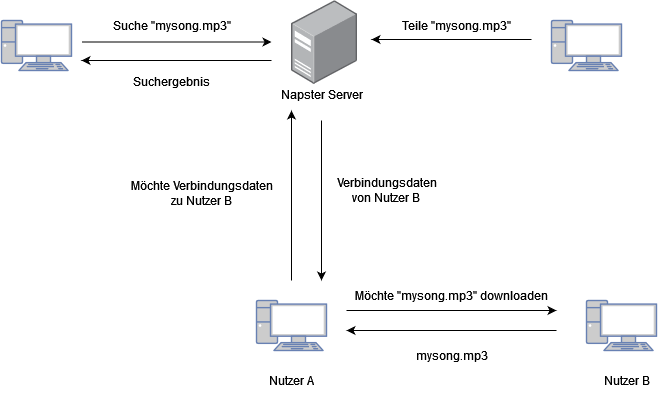 Suche "mysong.mp3"
Teile "mysong.mp3"
Suchergebnis
Napster Server
Möchte Verbindungsdaten
zu Nutzer B
Verbindungsdaten
von Nutzer B
Möchte "mysong.mp3" downloaden
mysong.mp3
Nutzer A
Nutzer B